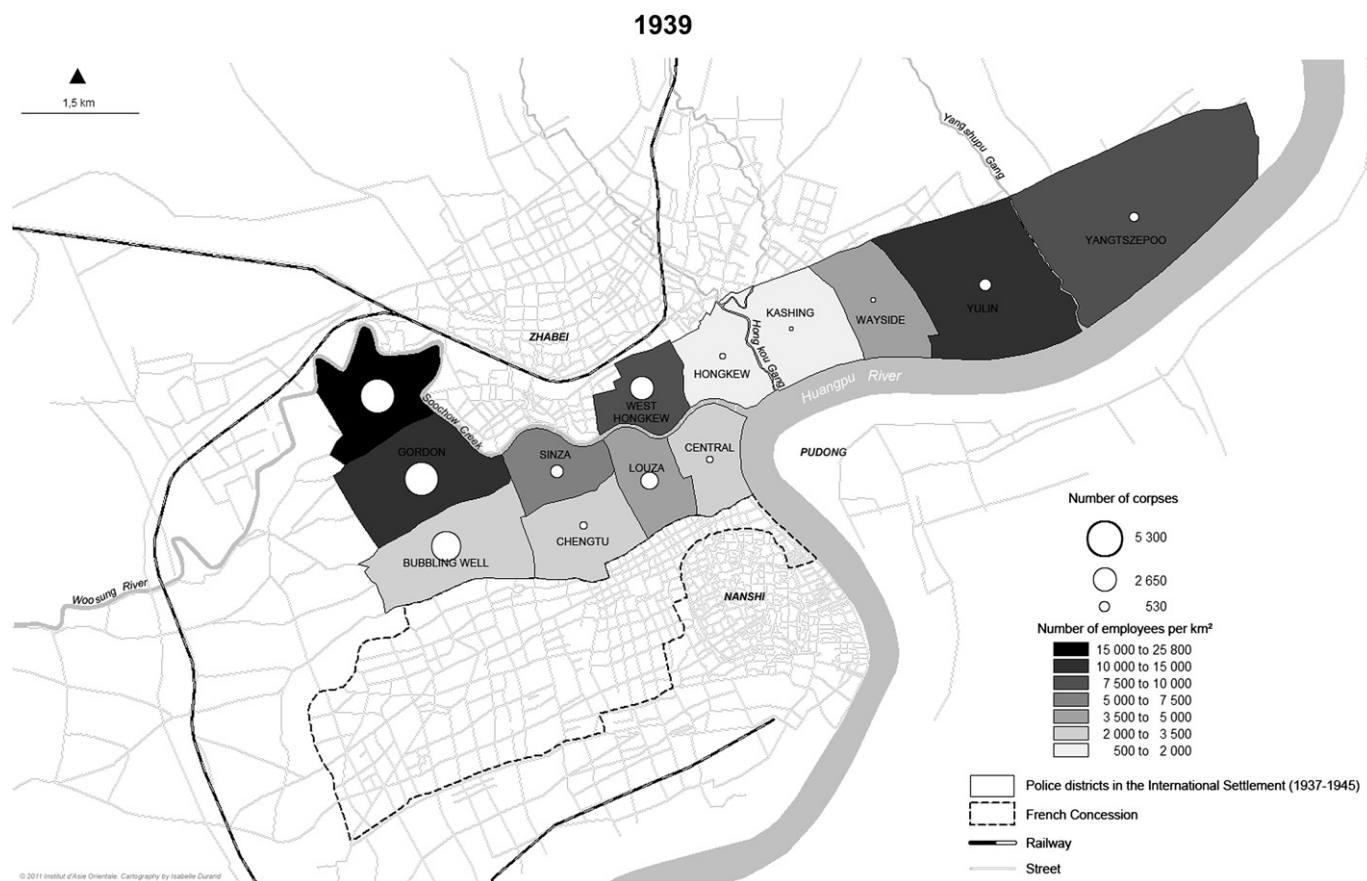 1939
1,5 km
Yangshupu Gang
YANGTSZEPOO
YULIN
WAYSIDE
KASHING
HONGKEW
Hong kou Gang
ZHABEI
WEST
HONGKEW
Huangpu River
Soochow Creek
GORDON
SINZA
LOUZA
CENTRAL
PUDONG
CHENGTU
BUBBLING WELL
Woosung River
NANSHI
Number of corpses
5 300
2 650
530
Number of employees per km²
15 000 to 25 800
10 000 to 15 000
7 500 to 10 000
5 000 to 7 500
3 500 to 5 000
2 000 to 3 500
500 to 2 000
Police districts in the International Settlement (1937-1945)
French Concession
Railway
Street
© 2011 Institut d'Asie Orientale. Cartography by Isabelle Durand